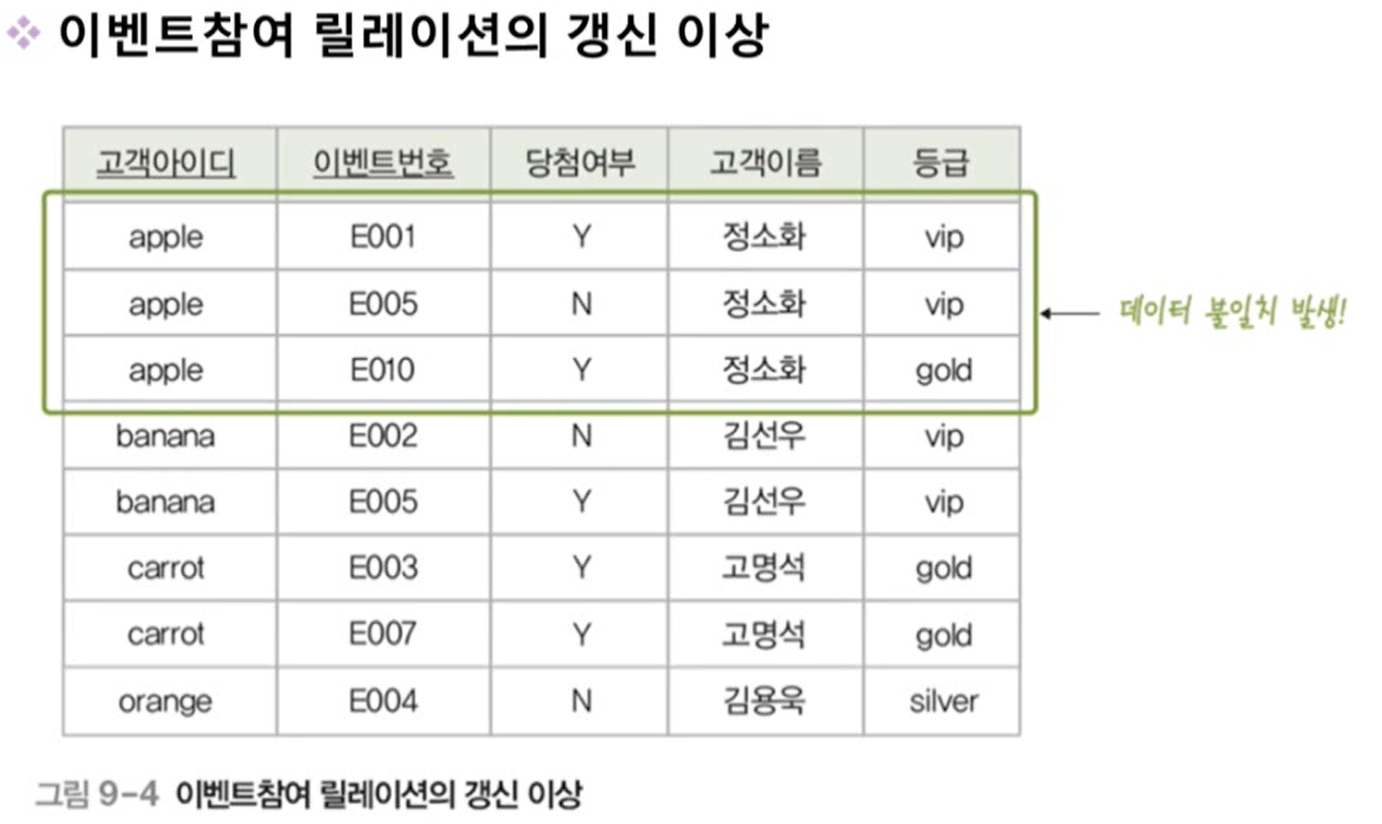 이벤트참여 릴레이션의 갱신 이상
고객아이디 이벤트번호 당첨여부 고객이름 등급
apple E001 Y 정소화 vip
apple E005 N 정소화 vip
데이터 불일치 발생!
apple E010 Y 정소화 gold
banana E002 N 김선우 vip
banana E005 Y 김선우 vip
carrot E003 Y 고명석 gold
carrot E007 Y 고명석 gold
orange E004 N 김용욱 silver
그림 9-4 이벤트참여 릴레이션의 갱신 이상